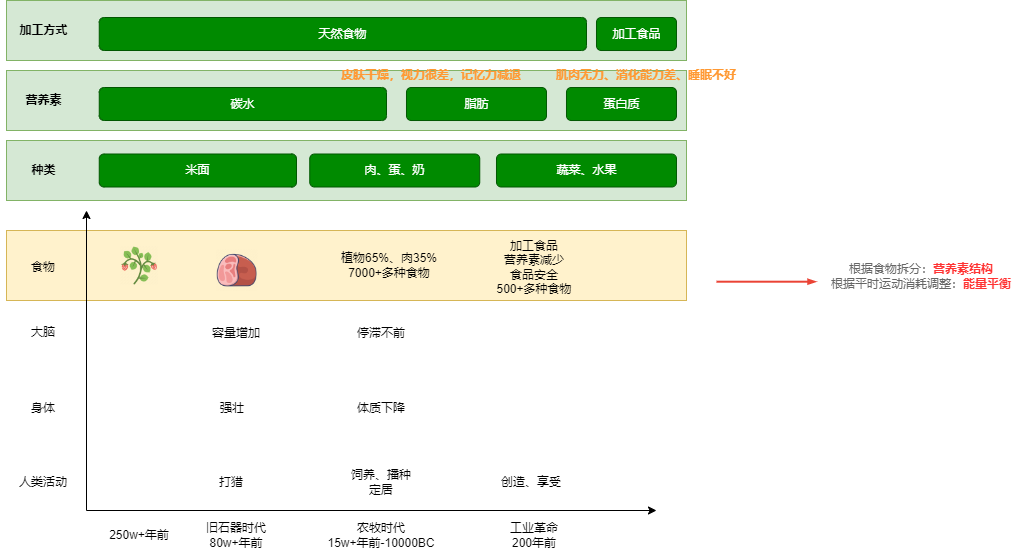 加工方式
天然食物
加工食品
皮肤干燥，视力很差，记忆力减退
肌肉无力、消化能力差、睡眠不好
营养素
碳水
脂肪
蛋白质
种类
米面
肉、蛋、奶
蔬菜、水果
食物
植物65%、肉35%
7000+多种食物
加工食品
营养素减少
食品安全
500+多种食物
根据食物拆分：营养素结构
根据平时运动消耗调整：能量平衡
大脑
容量增加
停滞不前
身体
强壮
体质下降
人类活动
打猎
饲养、播种
定居
创造、享受
250w+年前
旧石器时代
80w+年前
农牧时代
15w+年前-10000BC
工业革命
200年前